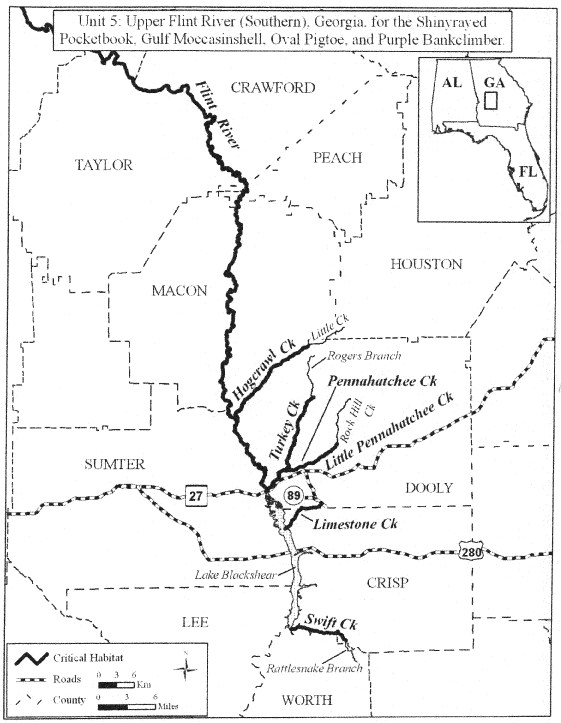 Unit 5: Upper Flint River (Southern), Georgia, for the Shinyrayed
Pocketbook, Gulf Moccasinshell, Oval Pigtoe, and Purple Bankclimber.
AL
GA
FL
CRAWFORD
Flint River
PEACH
TAYLOR
HOUSTON
MACON
Little Ck
Hogcrawl Ck
Rogers Branch
Pennahatchee Ck
Turkey Ck
Rock Hill
Ck
Little Pennahatchee Ck
SUMTER
27
89
DOOLY
Limestone Ck
280
Lake Blackshear
CRISP
LEE
Swift Ck
Rattlesnake Branch
WORTH
Critical Habitat
Roads
County
0 3 6
Km
0 3 6
Miles
N